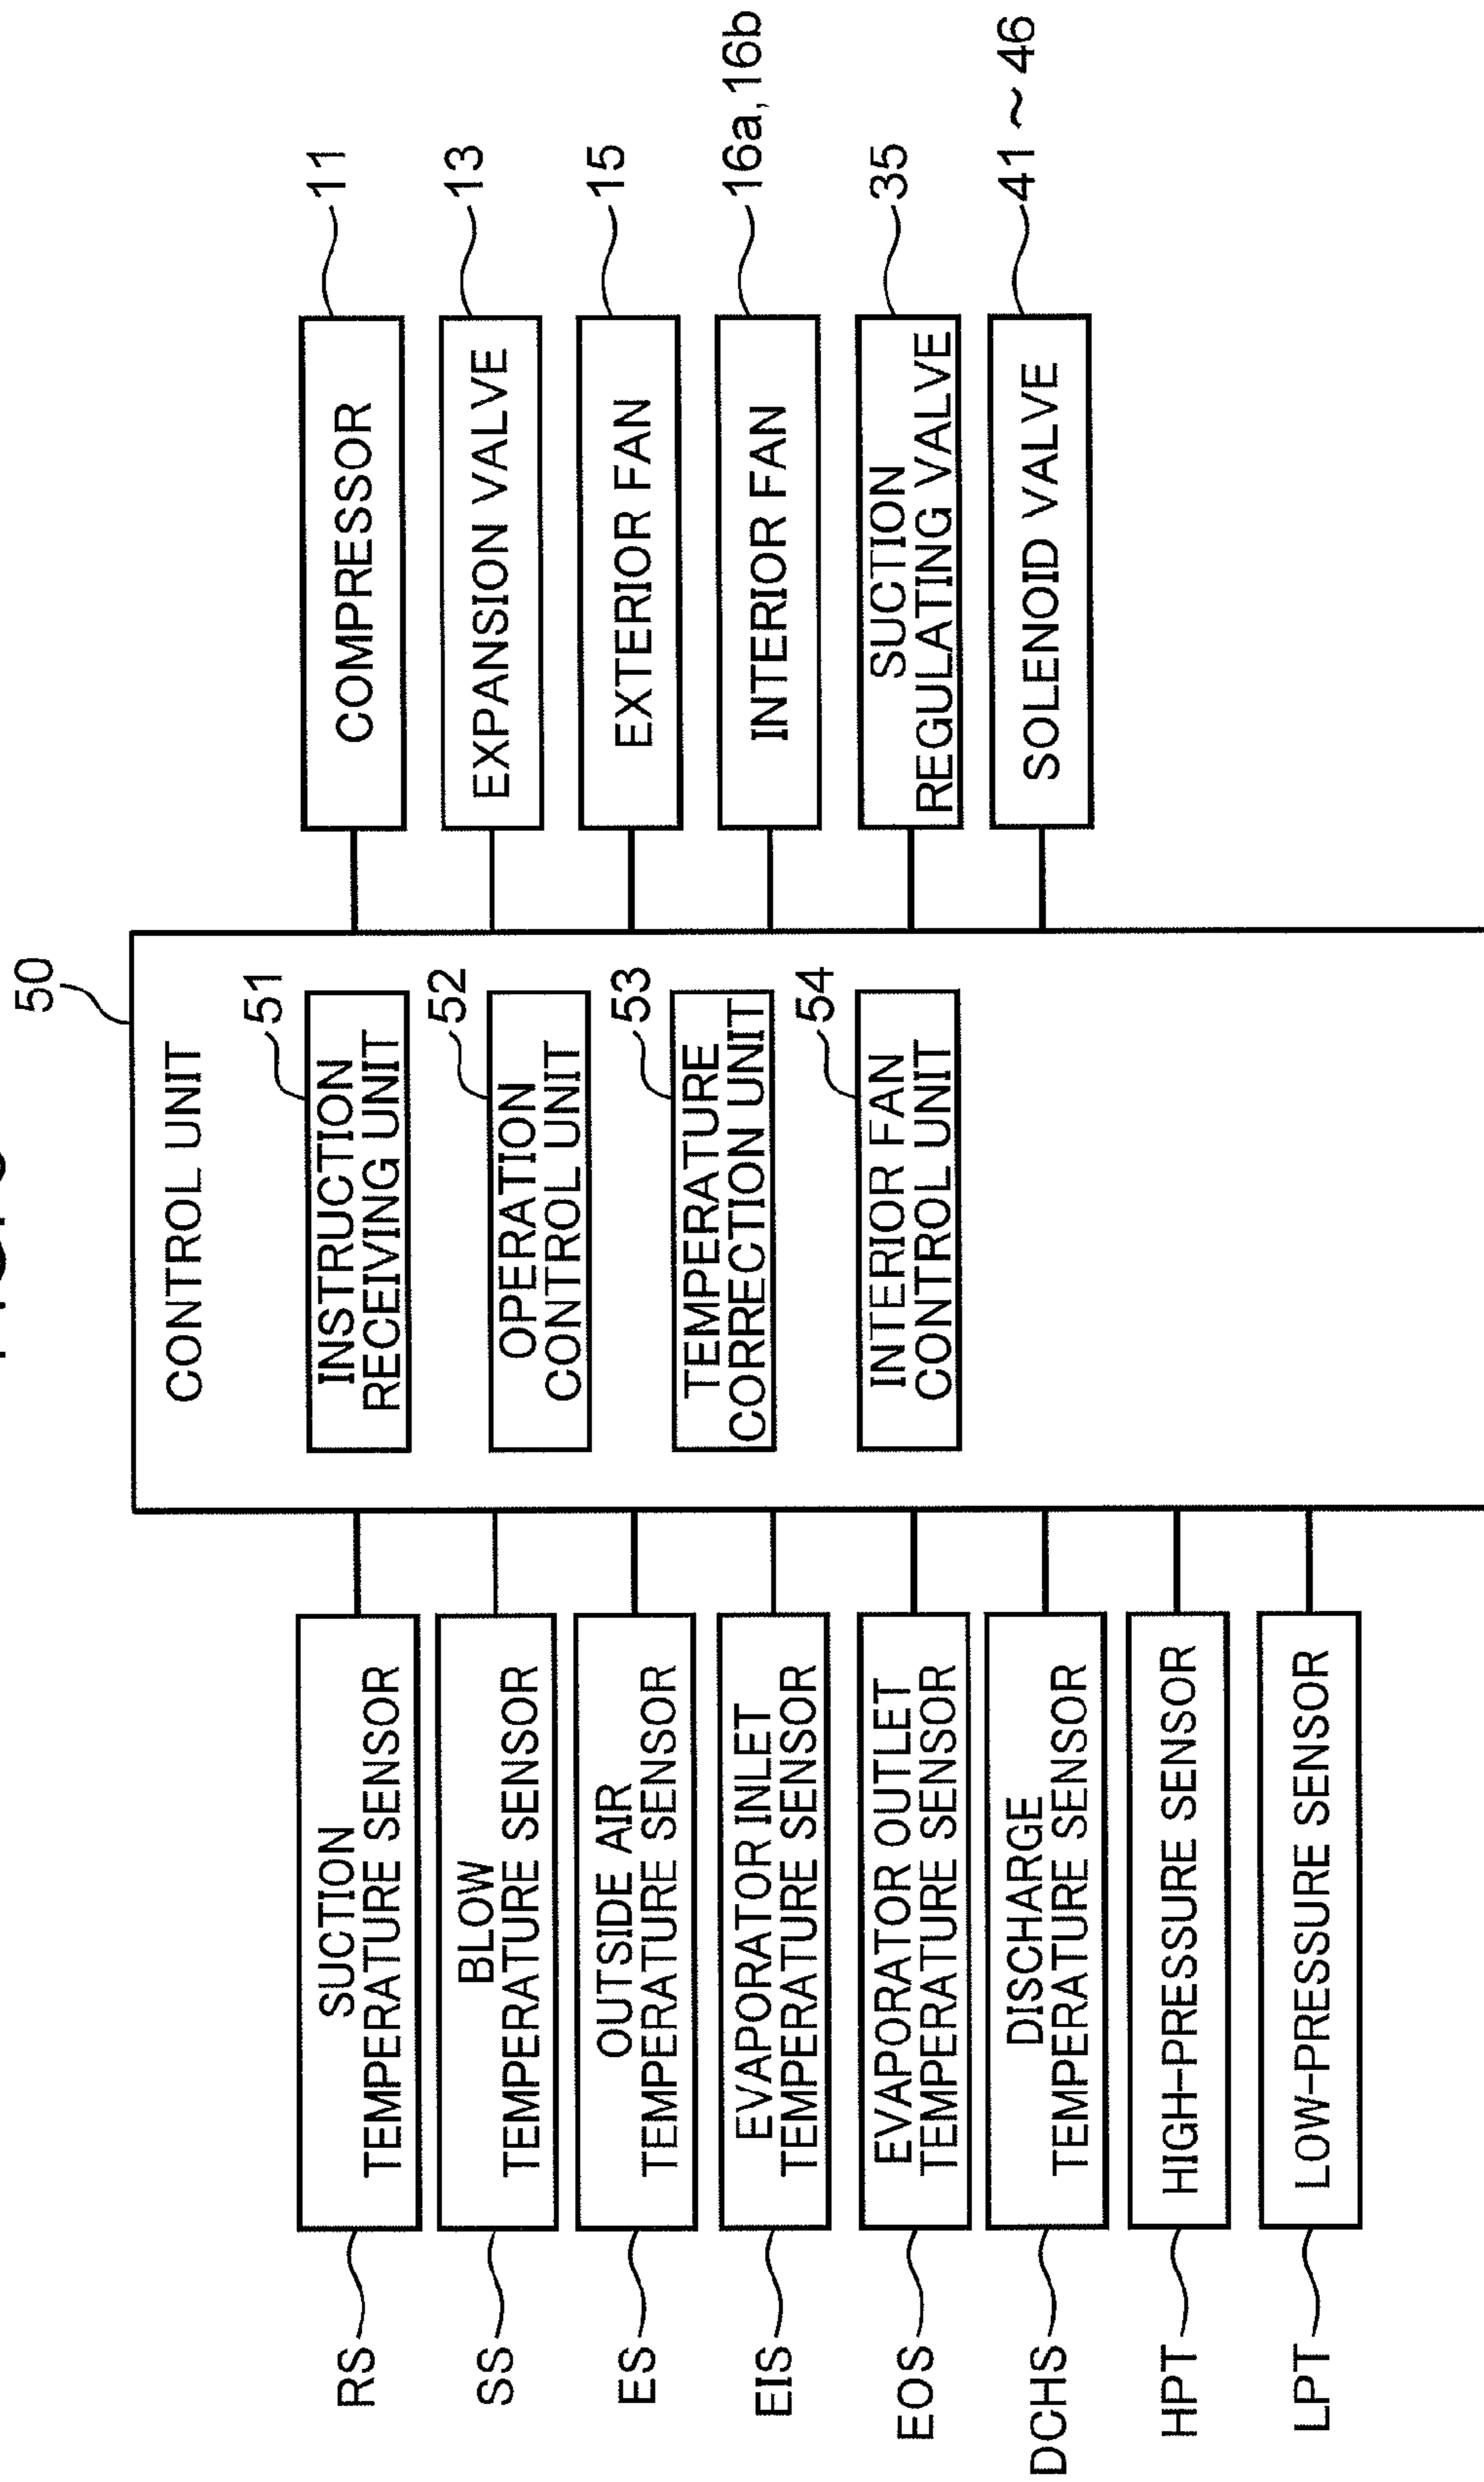 50
CONTROL UNIT
51
INSTRUCTION
RECEIVING UNIT
52
OPERATION
CONTROL UNIT
53
TEMPERATURE
CORRECTION UNIT
54
INTERIOR FAN
CONTROL UNIT
RS
SUCTION
TEMPERATURE SENSOR
SS
BLOW
TEMPERATURE SENSOR
ES
OUTSIDE AIR
TEMPERATURE SENSOR
EIS
EVAPORATOR INLET
TEMPERATURE SENSOR
EOS
EVAPORATOR OUTLET
TEMPERATURE SENSOR
DCHS
DISCHARGE
TEMPERATURE SENSOR
HPT
HIGH-PRESSURE SENSOR
LPT
LOW-PRESSURE SENSOR
COMPRESSOR
11
EXPANSION VALVE
13
EXTERIOR FAN
15
INTERIOR FAN
16a, 16b
SUCTION
REGULATING VALVE
35
SOLENOID VALVE
41 ~ 46